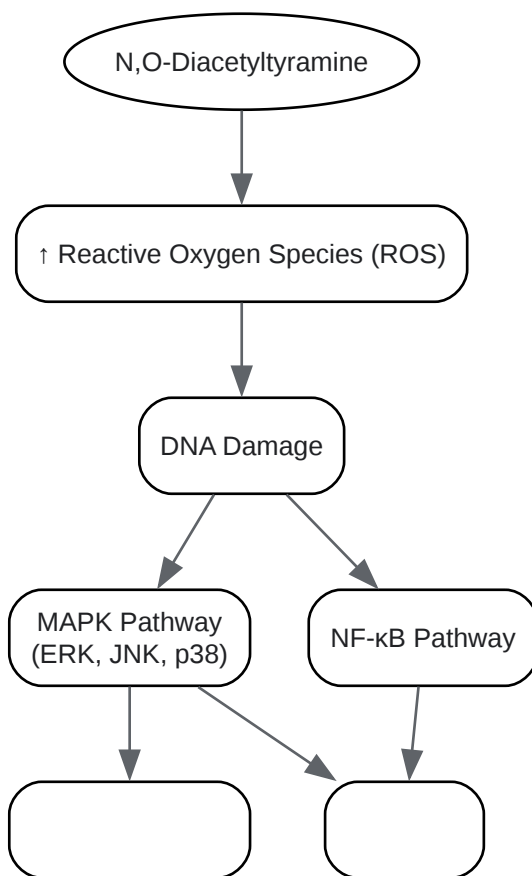 N,O-Diacetyltyramine
↑ Reactive Oxygen Species (ROS)
DNA Damage
MAPK Pathway
(ERK, JNK, p38)
NF-κB Pathway